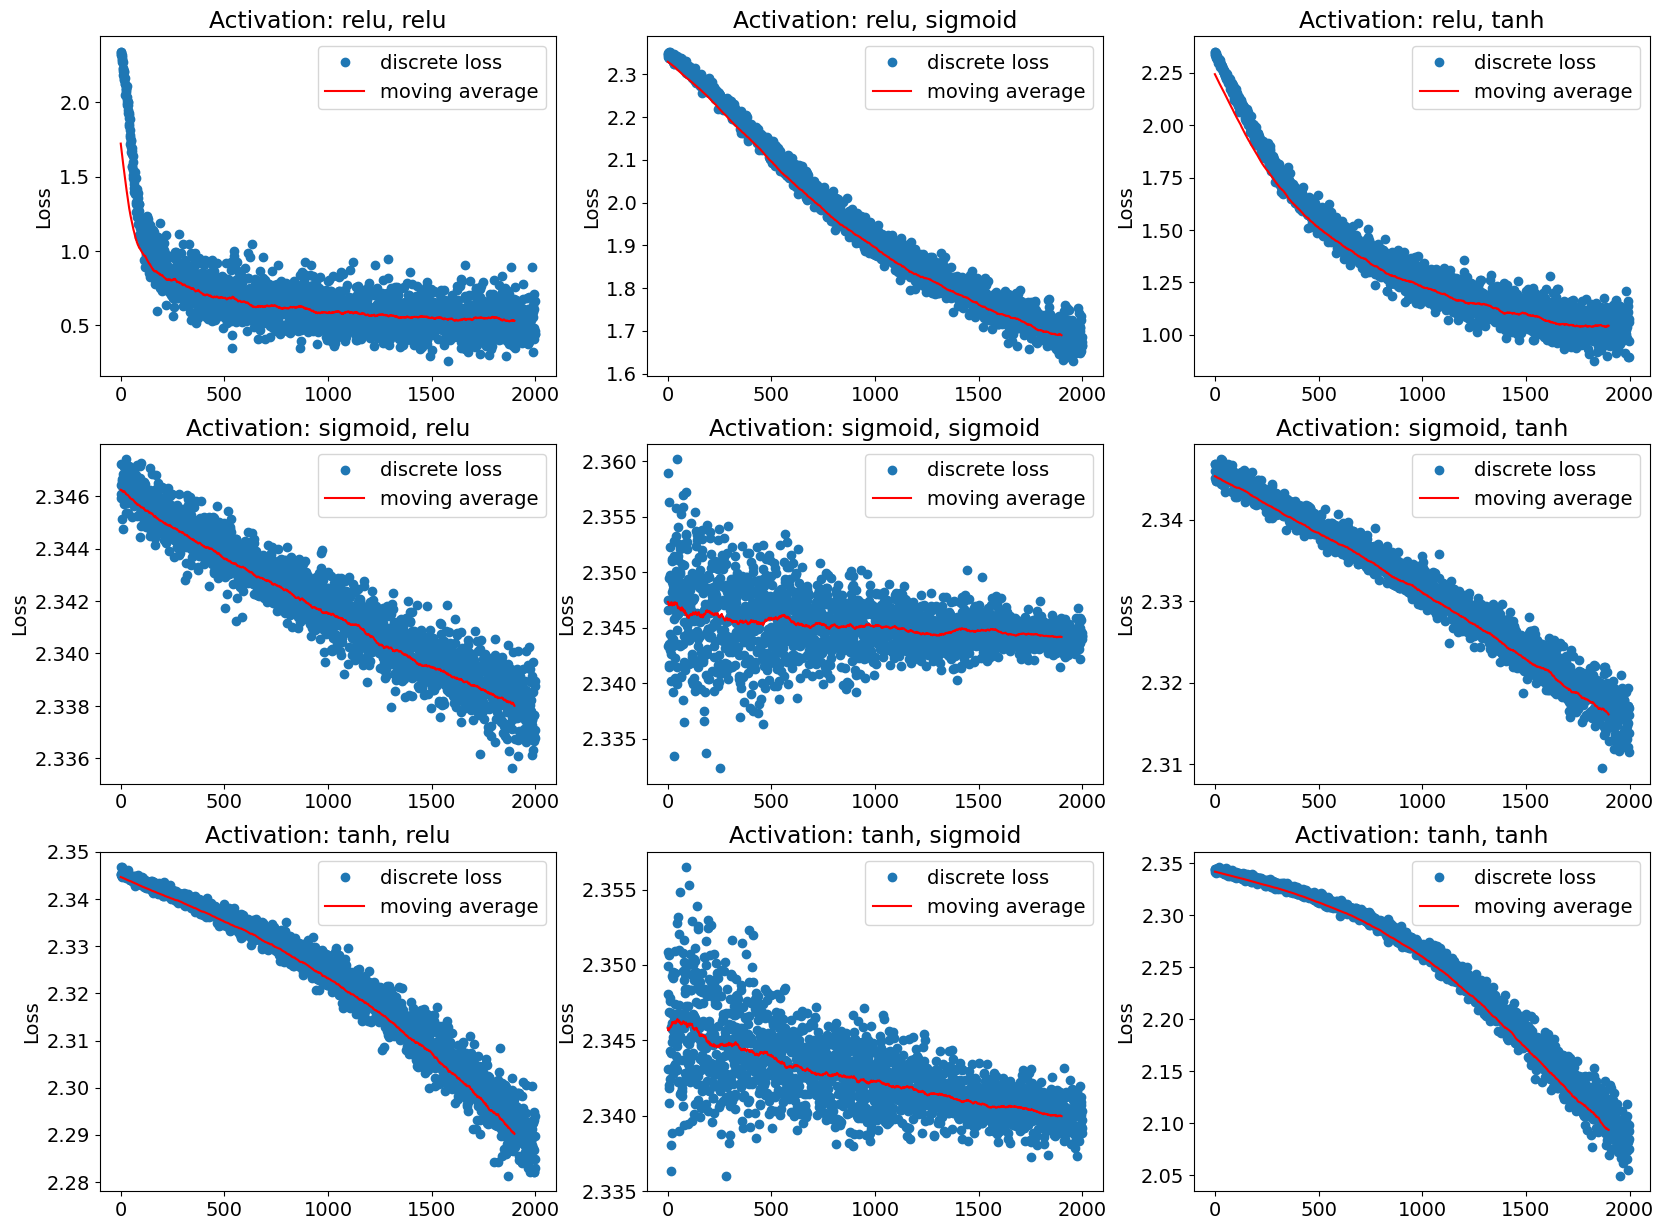 Activation: relu, relu
discrete loss
moving average
Loss
2.0
1.5
1.0
0.5
0 500 1000 1500 2000
Activation: relu, sigmoid
discrete loss
moving average
Loss
2.3
2.2
2.1
2.0
1.9
1.8
1.7
1.6
0 500 1000 1500 2000
Activation: relu, tanh
discrete loss
moving average
Loss
2.25
2.00
1.75
1.50
1.25
1.00
0 500 1000 1500 2000
Activation: sigmoid, relu
discrete loss
moving average
Loss
2.346
2.344
2.342
2.340
2.338
2.336
0 500 1000 1500 2000
Activation: sigmoid, sigmoid
discrete loss
moving average
Loss
2.360
2.355
2.350
2.345
2.340
2.335
0 500 1000 1500 2000
Activation: sigmoid, tanh
discrete loss
moving average
Loss
2.34
2.33
2.32
2.31
0 500 1000 1500 2000
Activation: tanh, relu
discrete loss
moving average
Loss
2.35
2.34
2.33
2.32
2.31
2.30
2.29
2.28
0 500 1000 1500 2000
Activation: tanh, sigmoid
discrete loss
moving average
Loss
2.355
2.350
2.345
2.340
2.335
0 500 1000 1500 2000
Activation: tanh, tanh
discrete loss
moving average
Loss
2.35
2.30
2.25
2.20
2.15
2.10
2.05
0 500 1000 1500 2000